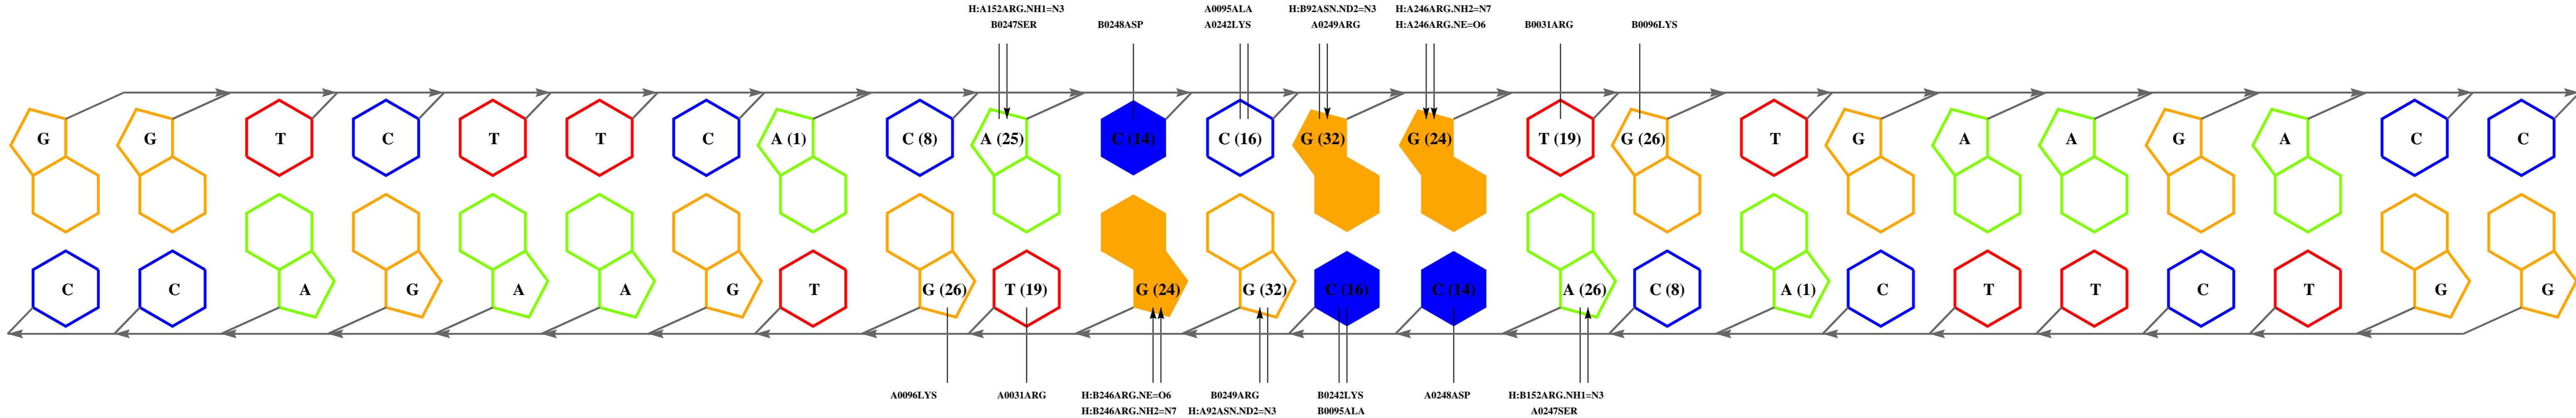 H:A152ARG.NH1=N3 A0095ALA H:B92ASN.ND2=N3 H:A246ARG.NH2=N7
B0247SER B0248ASP A0242LYS A0249ARG H:A246ARG.NE=O6 B0031ARG B0096LYS
G G T C T T C A (1) C (8) A (25) C (14) C (16) G (32) G (24) T (19) G (26) T G A A G A C C
C C A G A A G T G (26) T (19) G (24) G (32) C (16) C (14) A (26) C (8) A (1) C T T C T G G
A0096LYS A0031ARG H:B246ARG.NE=O6 B0249ARG B0242LYS A0248ASP H:B152ARG.NH1=N3
H:B246ARG.NH2=N7 H:A92ASN.ND2=N3 B0095ALA A0247SER